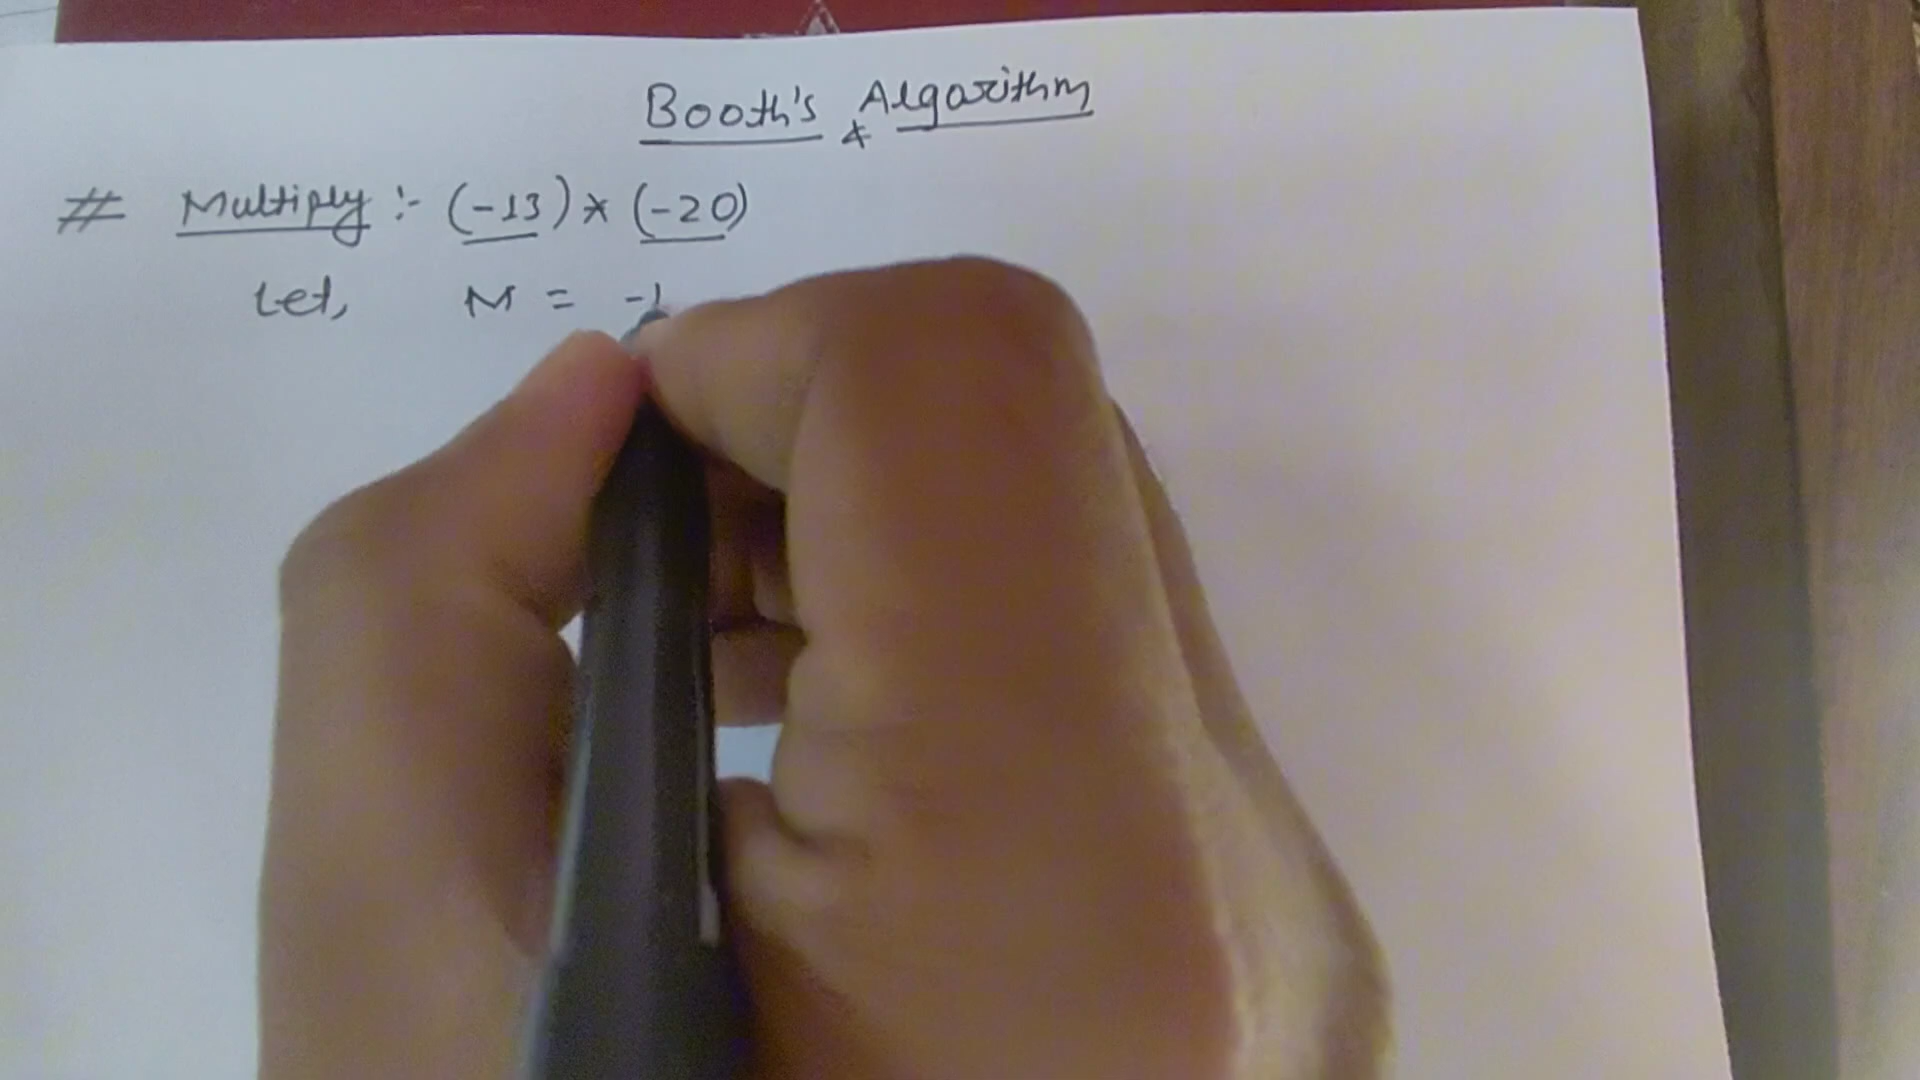 Booth's Algorithm
# Multiply :- (-13) * (-20)
Let, M = -1